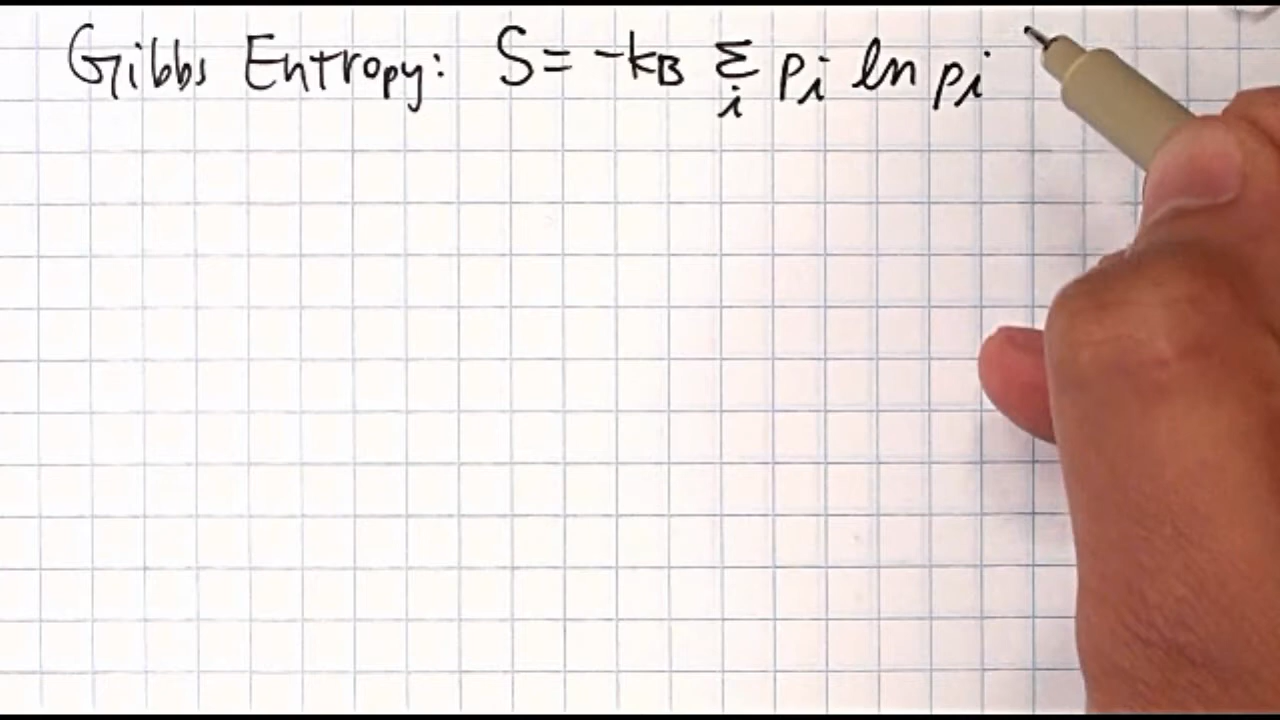 Gibbs Entropy: S = -kB Σi pi ln pi